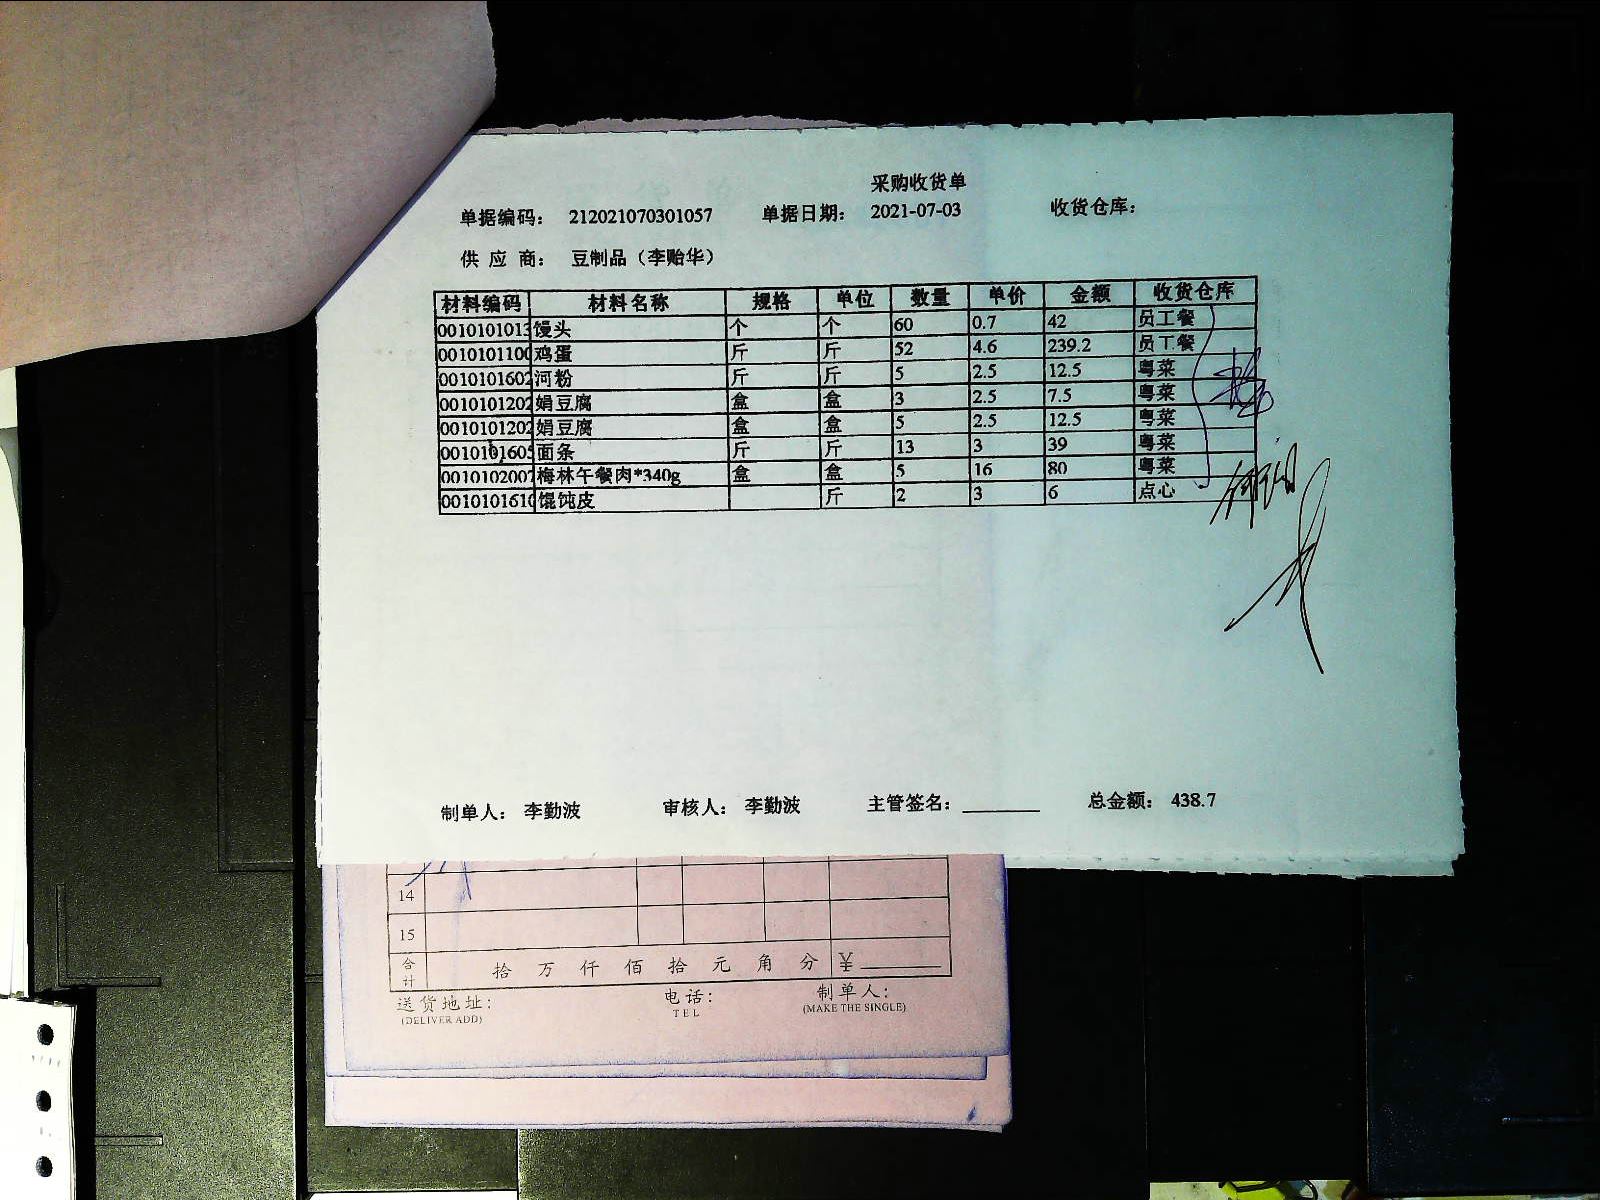 采购收货单
单据编码： 212021070301057 单据日期： 2021-07-03 收货仓库：
供 应 商： 豆制品（李贻华）
材料编码 材料名称 规格 单位 数量 单价 金额 收货仓库
0010101013 馒头 个 个 60 0.7 42 员工餐
0010101100 鸡蛋 斤 斤 52 4.6 239.2 员工餐
0010101602 河粉 斤 斤 5 2.5 12.5 粤菜
0010101202 娟豆腐 盒 盒 3 2.5 7.5 粤菜
0010101202 娟豆腐 盒 盒 5 2.5 12.5 粤菜
0010101605 面条 斤 斤 13 3 39 粤菜
0010102007 梅林午餐肉*340g 盒 盒 5 16 80 粤菜
0010101610 馄饨皮 斤 2 3 6 点心
制单人： 李勤波 审核人： 李勤波 主管签名： 总金额： 438.7
14
15
合计 拾 万 仟 佰 拾 元 角 分 ￥
送货地址： 电话： 制单人：
(DELIVER ADD) TEL (MAKE THE SINGLE)